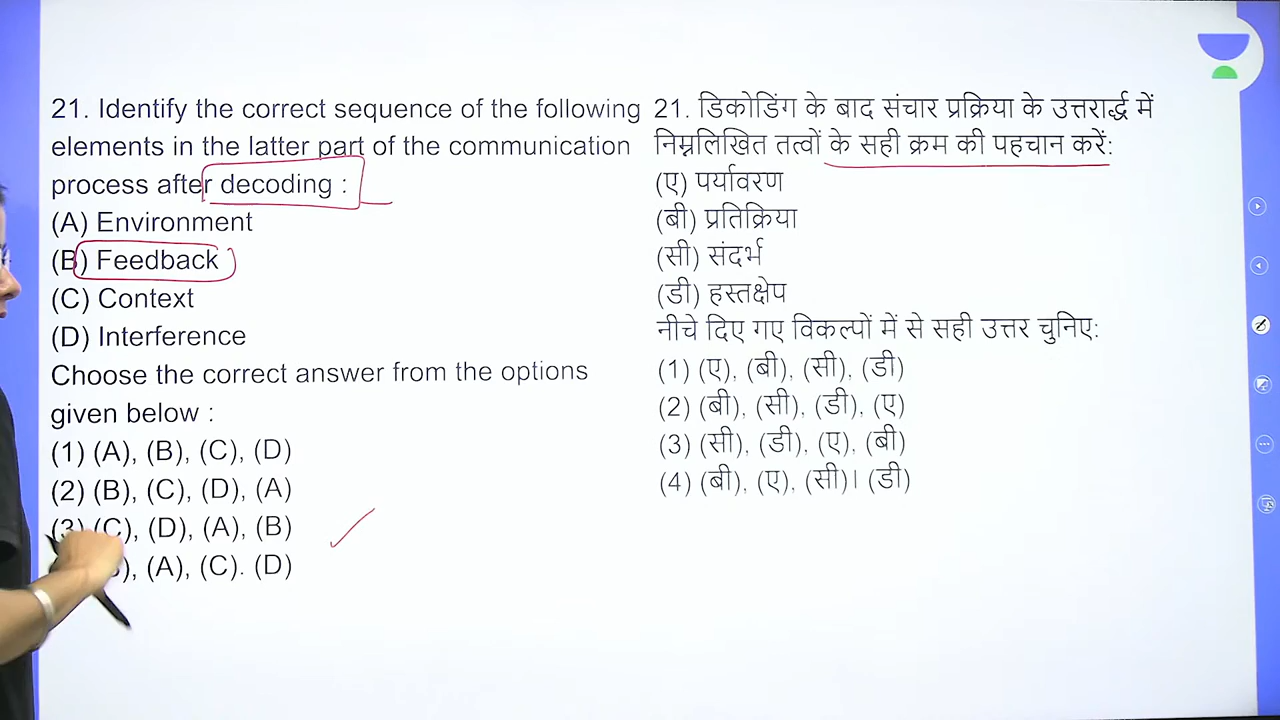 21. Identify the correct sequence of the following
elements in the latter part of the communication
process after decoding :
(A) Environment
(B) Feedback
(C) Context
(D) Interference
Choose the correct answer from the options
given below :
(1) (A), (B), (C), (D)
(2) (B), (C), (D), (A)
(3) (C), (D), (A), (B)
(A), (C). (D)
21. डिकोडिंग के बाद संचार प्रक्रिया के उत्तरार्द्ध में
निम्नलिखित तत्वों के सही क्रम की पहचान करें:
(ए) पर्यावरण
(बी) प्रतिक्रिया
(सी) संदर्भ
(डी) हस्तक्षेप
नीचे दिए गए विकल्पों में से सही उत्तर चुनिए:
(1) (ए), (बी), (सी), (डी)
(2) (बी), (सी), (डी), (ए)
(3) (सी), (डी), (ए), (बी)
(4) (बी), (ए), (सी)। (डी)